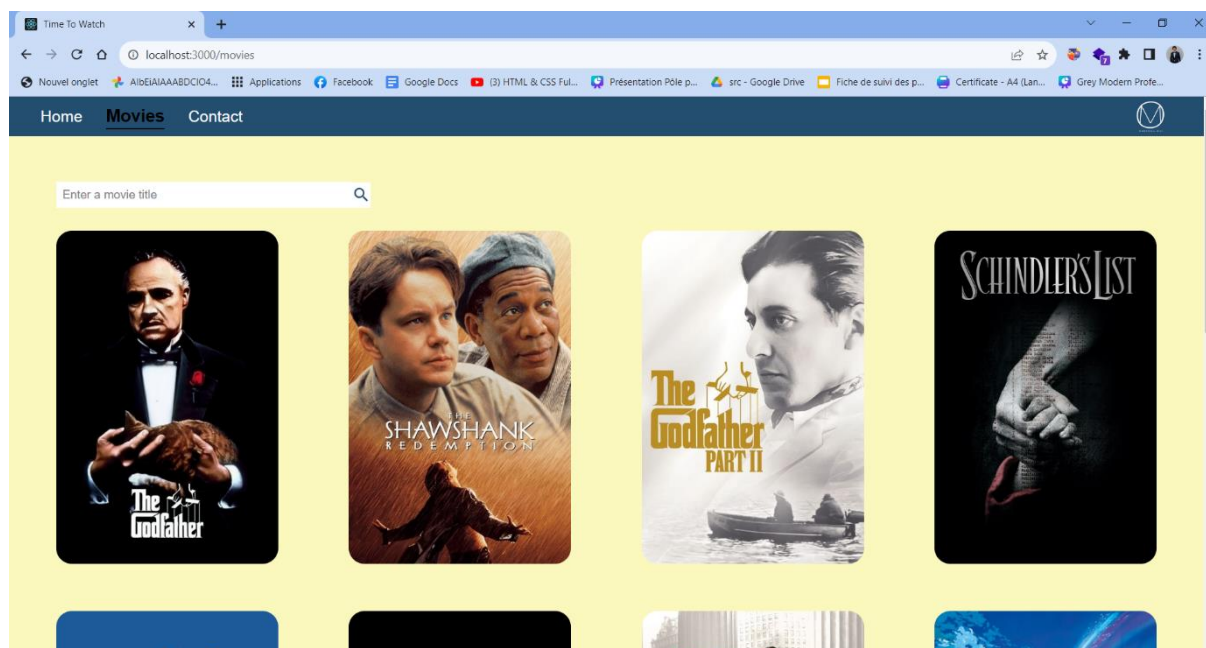 Time To Watch
localhost:3000/movies
Nouvel onglet AlbEiAIAAABDCIO4... Applications Facebook Google Docs (3) HTML & CSS Ful... Présentation Pôle p... src - Google Drive Fiche de suivi des p... Certificate - A4 (Lan... Grey Modern Profe...
Home Movies Contact
Enter a movie title
The
Godfather
THE
SHAWSHANK
REDEMPTION
The
Godfather
PART II
SCHINDLER'S LIST